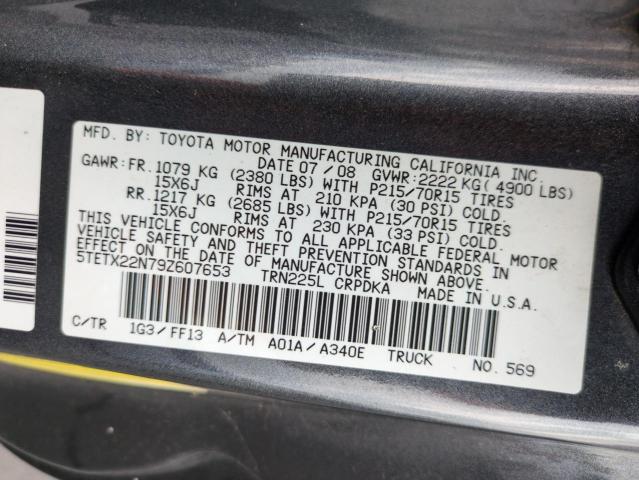 MFD. BY: TOYOTA MOTOR MANUFACTURING CALIFORNIA INC.
DATE 07/08 GVWR:2222 KG( 4900 LBS)
GAWR:FR.1079 KG (2380 LBS) WITH P215/70R15 TIRES
15X6J RIMS AT 210 KPA (30 PSI) COLD.
RR.1217 KG (2685 LBS) WITH P215/70R15 TIRES
15X6J RIMS AT 230 KPA (33 PSI) COLD.
THIS VEHICLE CONFORMS TO ALL APPLICABLE FEDERAL MOTOR
VEHICLE SAFETY AND THEFT PREVENTION STANDARDS IN
EFFECT ON THE DATE OF MANUFACTURE SHOWN ABOVE.
5TETX22N79Z607653 TRN225L CRPDKA MADE IN U.S.A.
C/TR 1G3/FF13 A/TM A01A/A340E TRUCK NO. 569